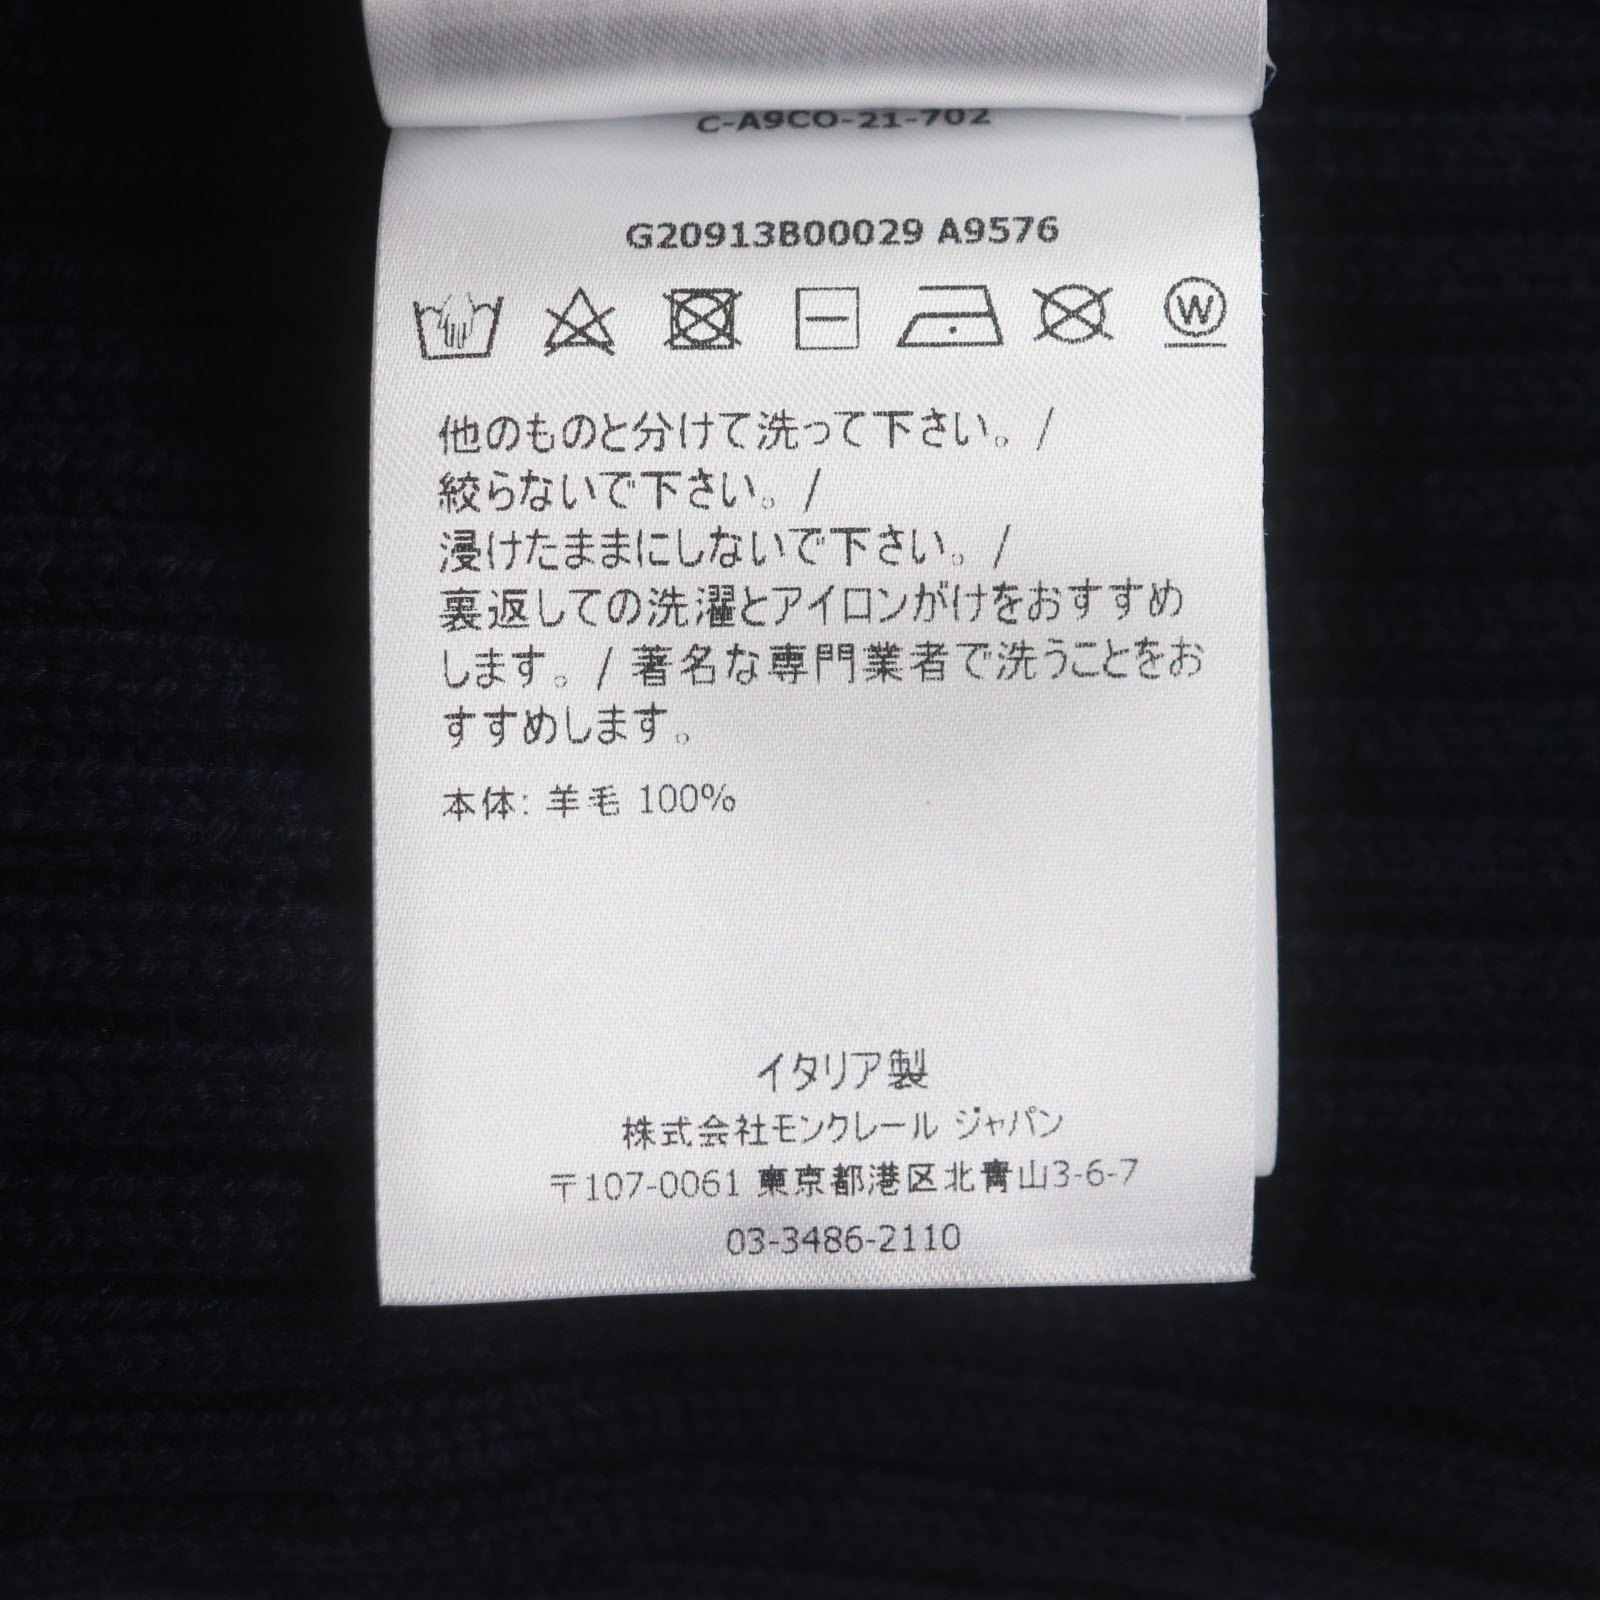 C-A9CO-21-702
G20913B00029 A9576
W
他のものと分けて洗って下さい。/
絞らないで下さい。/
浸けたままにしないで下さい。/
裏返しての洗濯とアイロンがけをおすすめ
します。/ 著名な専門業者で洗うことをお
すすめします。
本体: 羊毛 100%
イタリア製
株式会社モンクレール ジャパン
〒107-0061 東京都港区北青山3-6-7
03-3486-2110